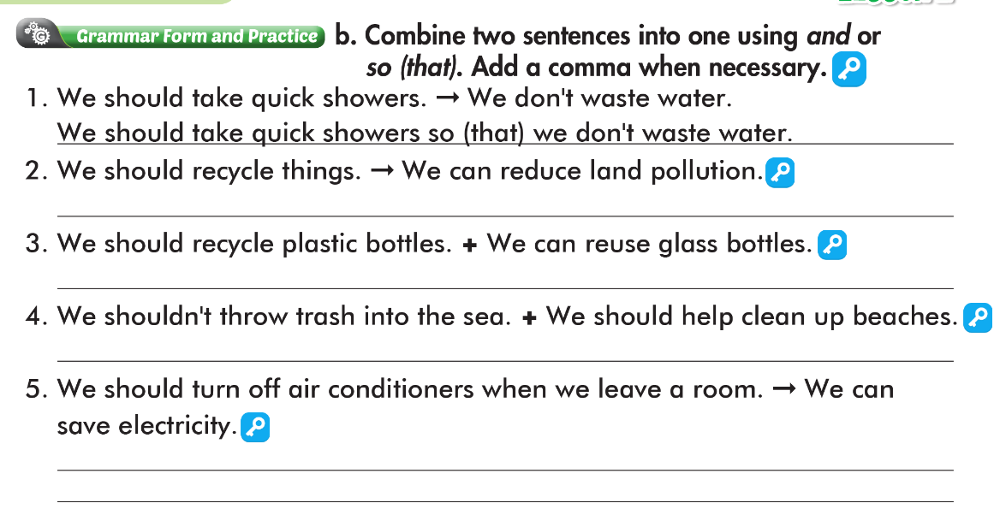 Grammar Form and Practice b. Combine two sentences into one using and or
so (that). Add a comma when necessary.
1. We should take quick showers. → We don't waste water.
We should take quick showers so (that) we don't waste water.
2. We should recycle things. → We can reduce land pollution.
3. We should recycle plastic bottles. + We can reuse glass bottles.
4. We shouldn't throw trash into the sea. + We should help clean up beaches.
5. We should turn off air conditioners when we leave a room. → We can
save electricity.